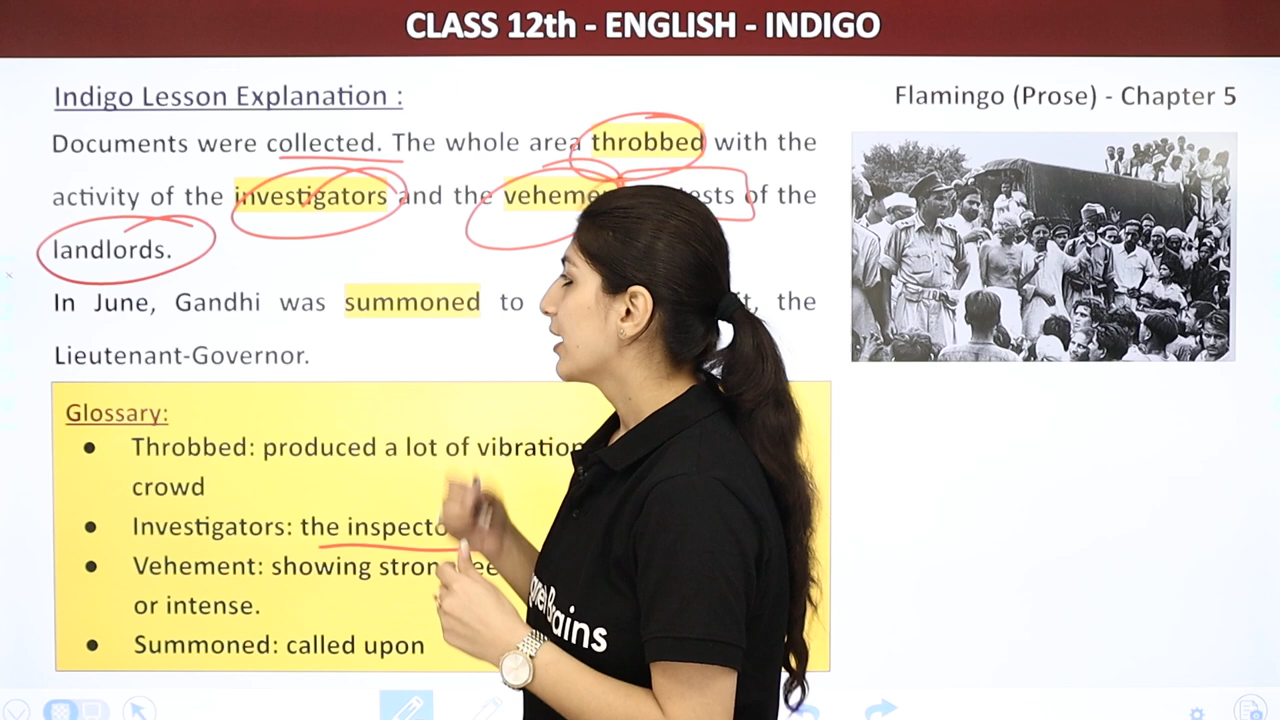 CLASS 12th - ENGLISH - INDIGO
Indigo Lesson Explanation :
Flamingo (Prose) - Chapter 5
Documents were collected. The whole area throbbed with the
activity of the investigators and the of the
landlords.
In June, Gandhi was summoned to the
Lieutenant-Governor.
Glossary:
● Throbbed: produced a lot of
crowd
● Investigators: the
● Vehement: showing
or intense.
● Summoned: called upon